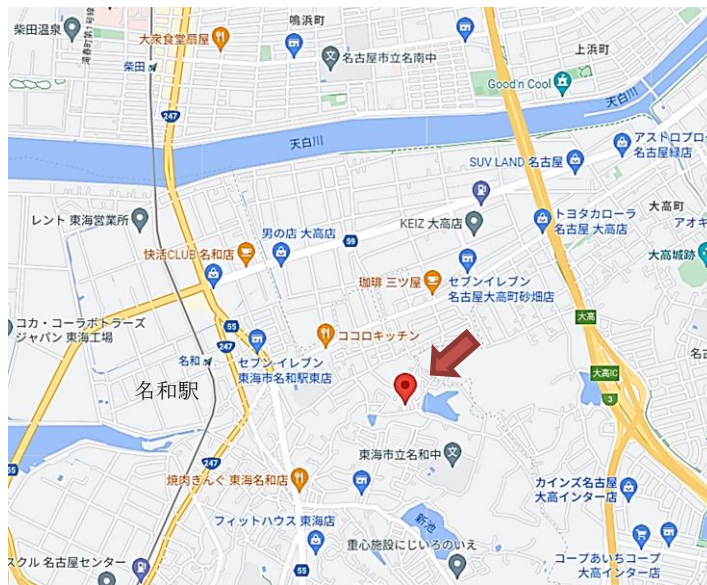 柴田温泉
大衆食堂扇屋
鳴浜町
柴田
名古屋市立名南中
上浜町
Good'n Cool
247
天白川
天白川
アストロプロ
名古屋緑店
SUV LAND 名古屋
レント 東海営業所
KEIZ 大高店
トヨタカローラ
名古屋 大高店
大高町
アオキ
男の店 大高店
59
大高城跡
快活CLUB 名和店
珈琲 三ツ屋
セブンイレブン
名古屋大高町砂畑店
コカ・コーラボトラーズ
ジャパン 東海工場
55
ココロキッチン
大高
名和
セブン-イレブン
東海市名和駅東店
名古
名和駅
大高IC
3
東海市立名和中
55
247
焼肉きんぐ 東海名和店
カインズ名古屋
大高インター店
フィットハウス 東海店
新池
スクル 名古屋センター
重心施設にじいろのいえ
コープあいちコープ
大高インター店
247
55